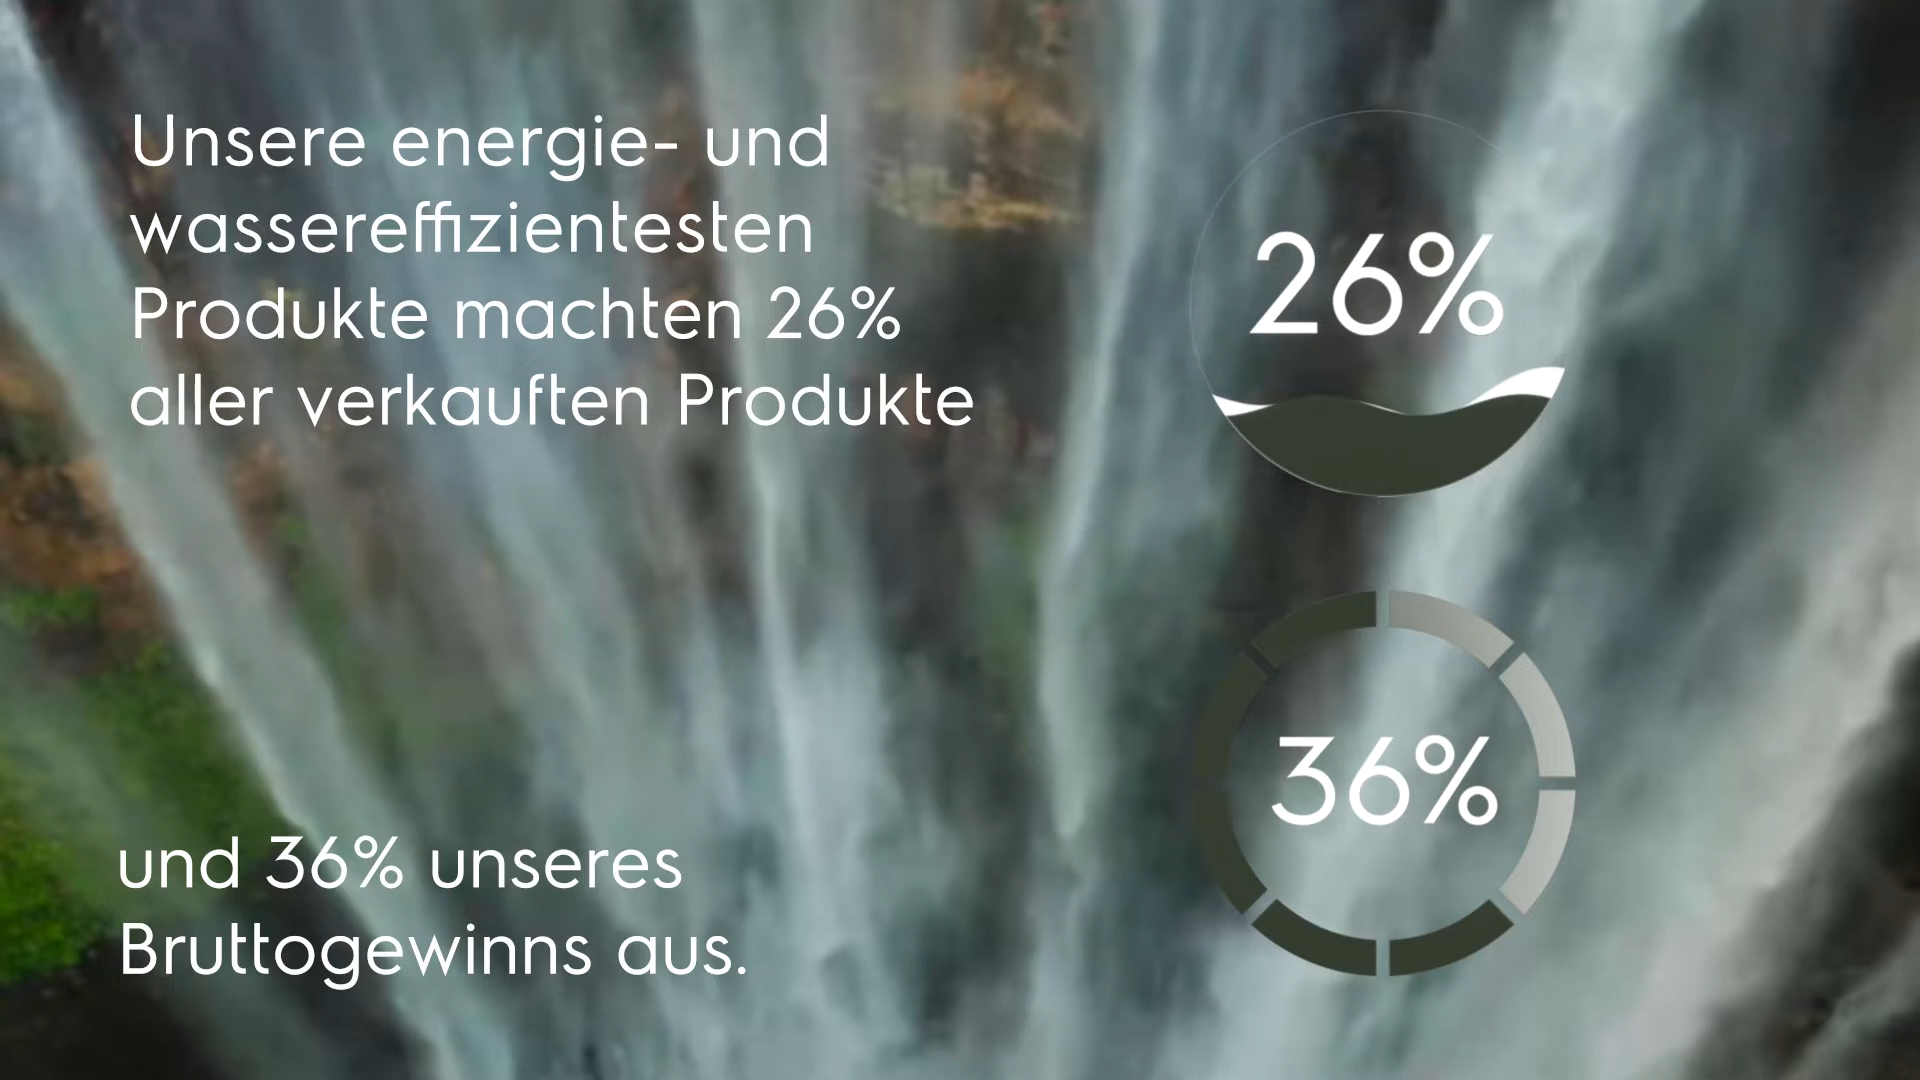 Unsere energie- und
wassereffizientesten
Produkte machten 26%
aller verkauften Produkte
26%
36%
und 36% unseres
Bruttogewinns aus.